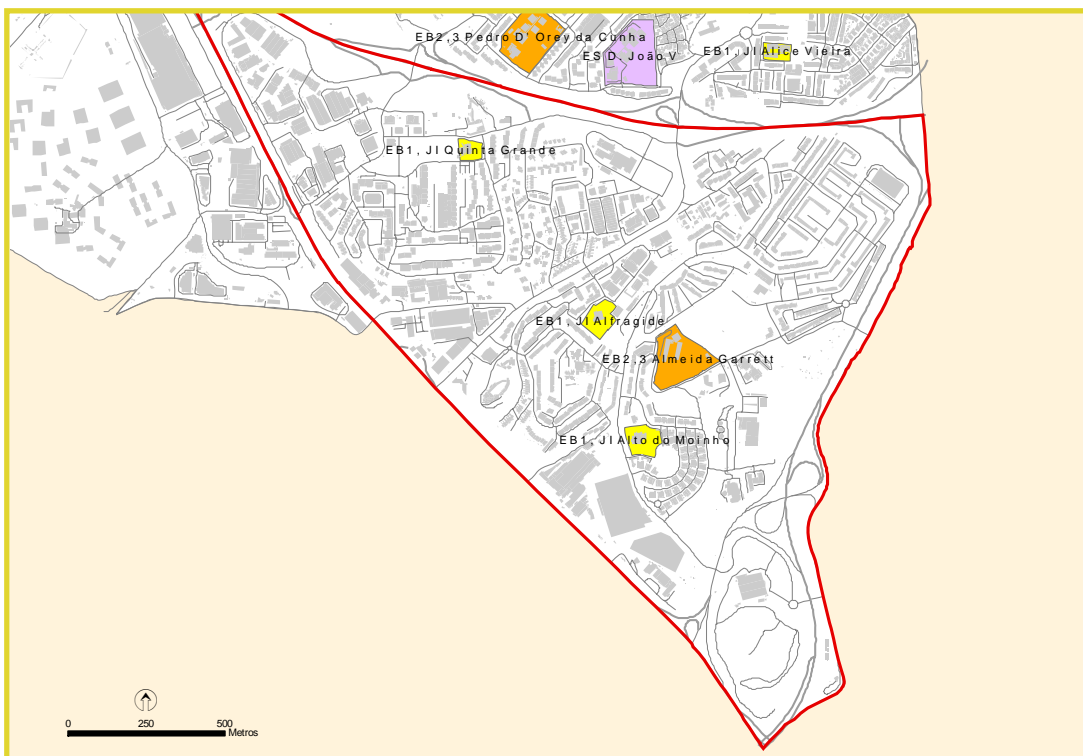 EB2,3 Pedro D' Orey da Cunha
ES D. João V
EB1, JI Alice Vieira
EB1, JI Quinta Grande
EB1, JI Alfragide
EB2,3 Almeida Garrett
EB1, JI Alto do Moinho
0 250 500
Metros